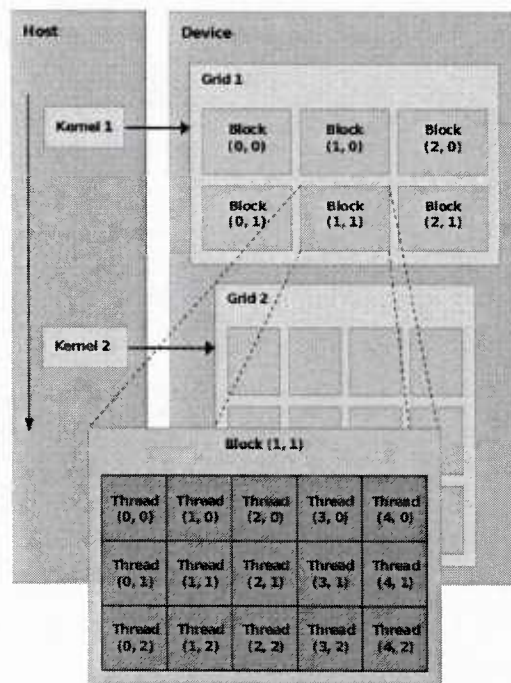 Host
Device
Grid 1
Kernel 1
Block
(0, 0)
Block
(1, 0)
Block
(2, 0)
Block
(0, 1)
Block
(1, 1)
Block
(2, 1)
Grid 2
Kernel 2
Block (1, 1)
Thread
(0, 0)
Thread
(1, 0)
Thread
(2, 0)
Thread
(3, 0)
Thread
(4, 0)
Thread
(0, 1)
Thread
(1, 1)
Thread
(2, 1)
Thread
(3, 1)
Thread
(4, 1)
Thread
(0, 2)
Thread
(1, 2)
Thread
(2, 2)
Thread
(3, 2)
Thread
(4, 2)